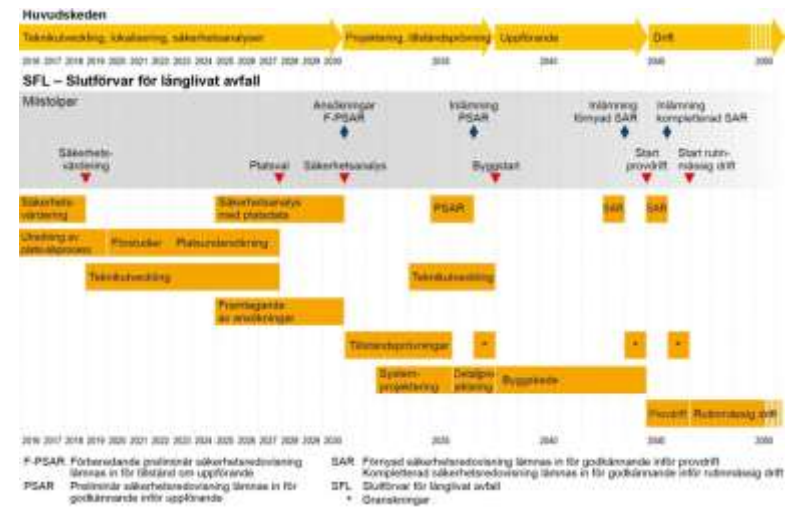 Huvudskeden
Teknikutveckling, lokalisering, säkerhetsanalyser
Projektering, tillståndsprövning
Uppförande
Drift
2016 2017 2018 2019 2020 2021 2022 2023 2024 2025 2026 2027 2028 2029 2030 2035 2040 2045 2050
SFL – Slutförvar för långlivat avfall
Milstolpar
Ansökningar
F-PSAR
Inlämning
PSAR
Inlämning
förnyad SAR
Inlämning
kompletterad SAR
Säkerhets-
värdering
Platsval
Säkerhetsanalys
Byggstart
Start
provdrift
Start rutin-
mässig drift
Säkerhets-
värdering
Säkerhetsanalys
med platsdata
PSAR
SAR
SAR
Utredning av
platsvalsprocess
Förstudier
Platsundersökning
Teknikutveckling
Teknikutveckling
Framtagande
av ansökningar
Tillståndsprövningar
*
*
*
System-
projektering
Detaljpro-
jektering
Byggskede
Provdrift
Rutinmässig drift
2016 2017 2018 2019 2020 2021 2022 2023 2024 2025 2026 2027 2028 2029 2030 2035 2040 2045 2050
F-PSAR Förberedande preliminär säkerhetsredovisning
lämnas in för tillstånd om uppförande
PSAR Preliminär säkerhetsredovisning lämnas in för
godkännande inför uppförande
SAR Förnyad säkerhetsredovisning lämnas in för godkännande inför provdrift
Kompletterad säkerhetsredovisning lämnas in för godkännande inför rutinmässig drift
SFL Slutförvar för långlivat avfall
* Granskningar